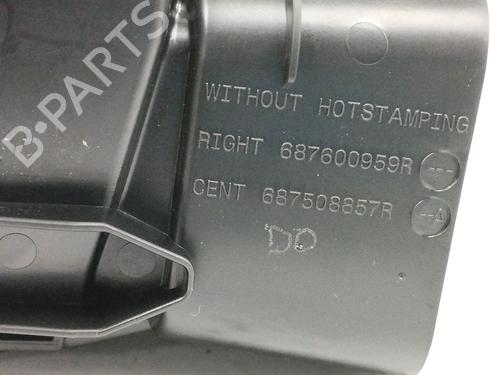 B-PARTS
WITHOUT HOTSTAMPING
RIGHT 687600959R ---
CENT 687508857R --A
DO